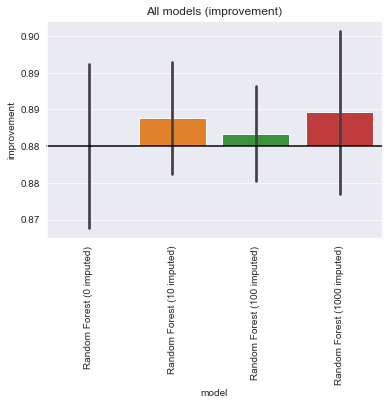 All models (improvement)
improvement
0.90
0.89
0.89
0.88
0.88
0.87
Random Forest (0 imputed)
Random Forest (10 imputed)
Random Forest (100 imputed)
Random Forest (1000 imputed)
model